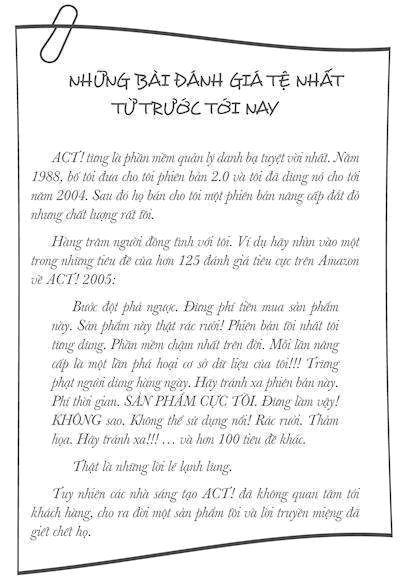 NHỮNG BÀI ĐÁNH GIÁ TỆ NHẤT
TỪ TRƯỚC TỚI NAY
ACT! từng là phần mềm quản lý danh bạ tuyệt vời nhất. Năm
1988, bố tôi đưa cho tôi phiên bản 2.0 và tôi đã dùng nó cho tới
năm 2004. Sau đó họ bán cho tôi một phiên bản nâng cấp đắt đỏ
nhưng chất lượng rất tồi.
Hàng trăm người đồng tình với tôi. Ví dụ hãy nhìn vào một
trong những tiêu đề của hơn 125 đánh giá tiêu cực trên Amazon
về ACT! 2005:
Bước đột phá ngược. Đừng phí tiền mua sản phẩm
này. Sản phẩm này thật rác rưởi! Phiên bản tồi nhất tôi
từng dùng. Phần mềm chậm nhất trên đời. Mỗi lần nâng
cấp là một lần phá hoại cơ sở dữ liệu của tôi!!! Trừng
phạt người dùng hàng ngày. Hãy tránh xa phiên bản này.
Phí thời gian. SẢN PHẨM CỰC TỒI. Đừng làm vậy!
KHÔNG sao. Không thể sử dụng nổi! Rác rưởi. Thảm
họa. Hãy tránh xa!!! … và hơn 100 tiêu đề khác.
Thật là những lời lẽ lạnh lùng.
Tuy nhiên các nhà sáng tạo ACT! đã không quan tâm tới
khách hàng, cho ra đời một sản phẩm tồi và lời truyền miệng đã
giết chết họ.